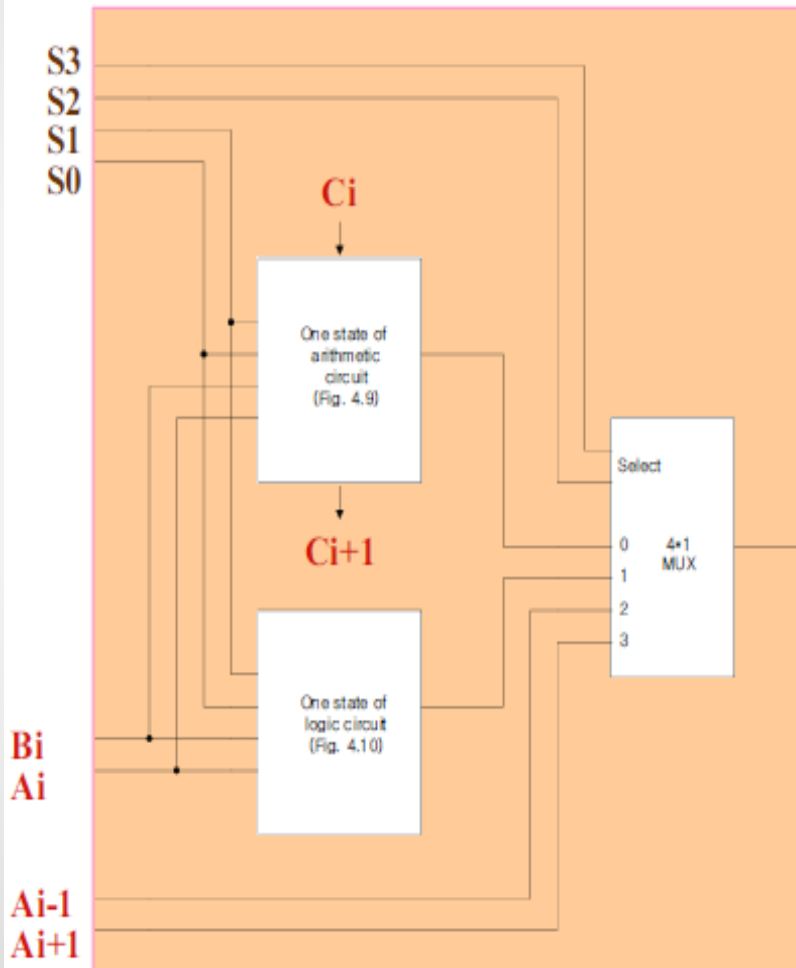 S3
S2
S1
S0
Ci
One state of
arithmetic
circuit
(Fig. 4.9)
Select
Ci+1
0
4*1
MUX
1
2
3
One state of
logic circuit
(Fig. 4.10)
Bi
Ai
Ai-1
Ai+1